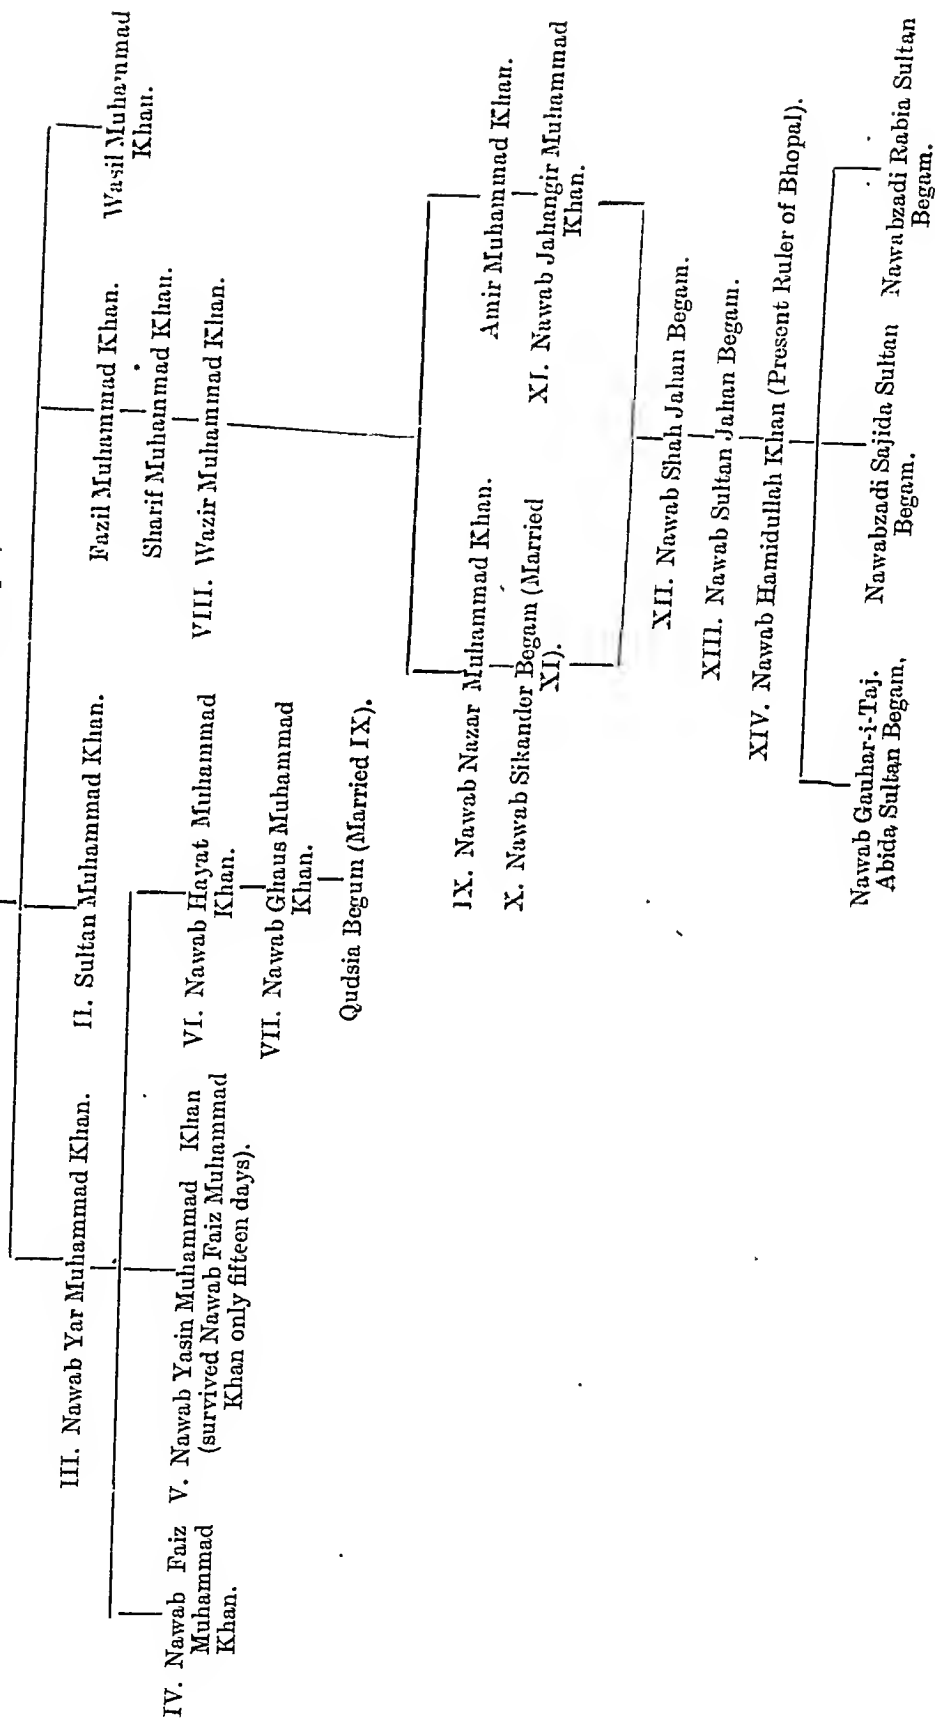 III. Nawab Yar Muhammad Khan.
II. Sultan Muhammad Khan.
Fazil Muhammad Khan.
Wasil Muhammad
Khan.
Sharif Muhammad Khan.
VIII. Wazir Muhammad Khan.
IV. Nawab Faiz
Muhammad
Khan.
V. Nawab Yasin Muhammad Khan
(survived Nawab Faiz Muhammad
Khan only fifteen days).
VI. Nawab Hayat Muhammad
Khan.
VII. Nawab Ghaus Muhammad
Khan.
Qudsia Begum (Married IX).
IX. Nawab Nazar Muhammad Khan.
X. Nawab Sikander Begam (Married
XI).
Amir Muhammad Khan.
XI. Nawab Jahangir Muhammad
Khan.
XII. Nawab Shah Jahan Begam.
XIII. Nawab Sultan Jahan Begam.
XIV. Nawab Hamidullah Khan (Present Ruler of Bhopal).
Nawab Gauhar-i-Taj.
Abida Sultan Begam,
Nawabzadi Sajida Sultan
Begam.
Nawabzadi Rabia Sultan
Begam.